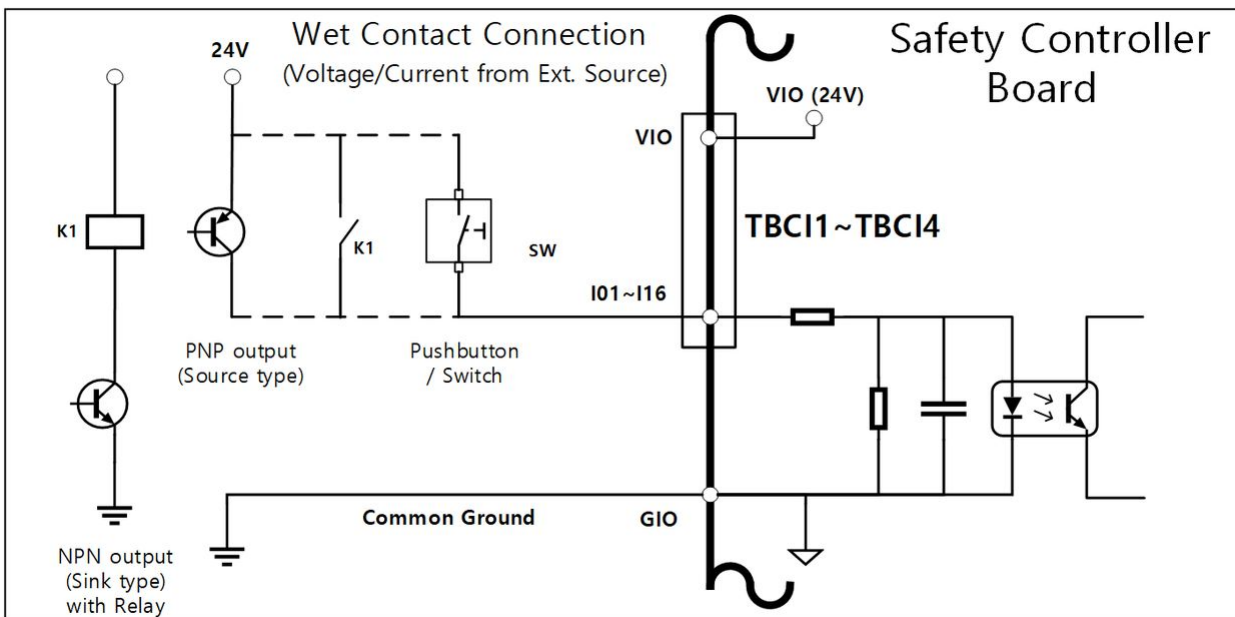 Wet Contact Connection
(Voltage/Current from Ext. Source)
Safety Controller
Board
24V
VIO (24V)
VIO
K1
K1
SW
TBCI1~TBCI4
I01~I16
PNP output
(Source type)
Pushbutton
/ Switch
Common Ground
GIO
NPN output
(Sink type)
with Relay